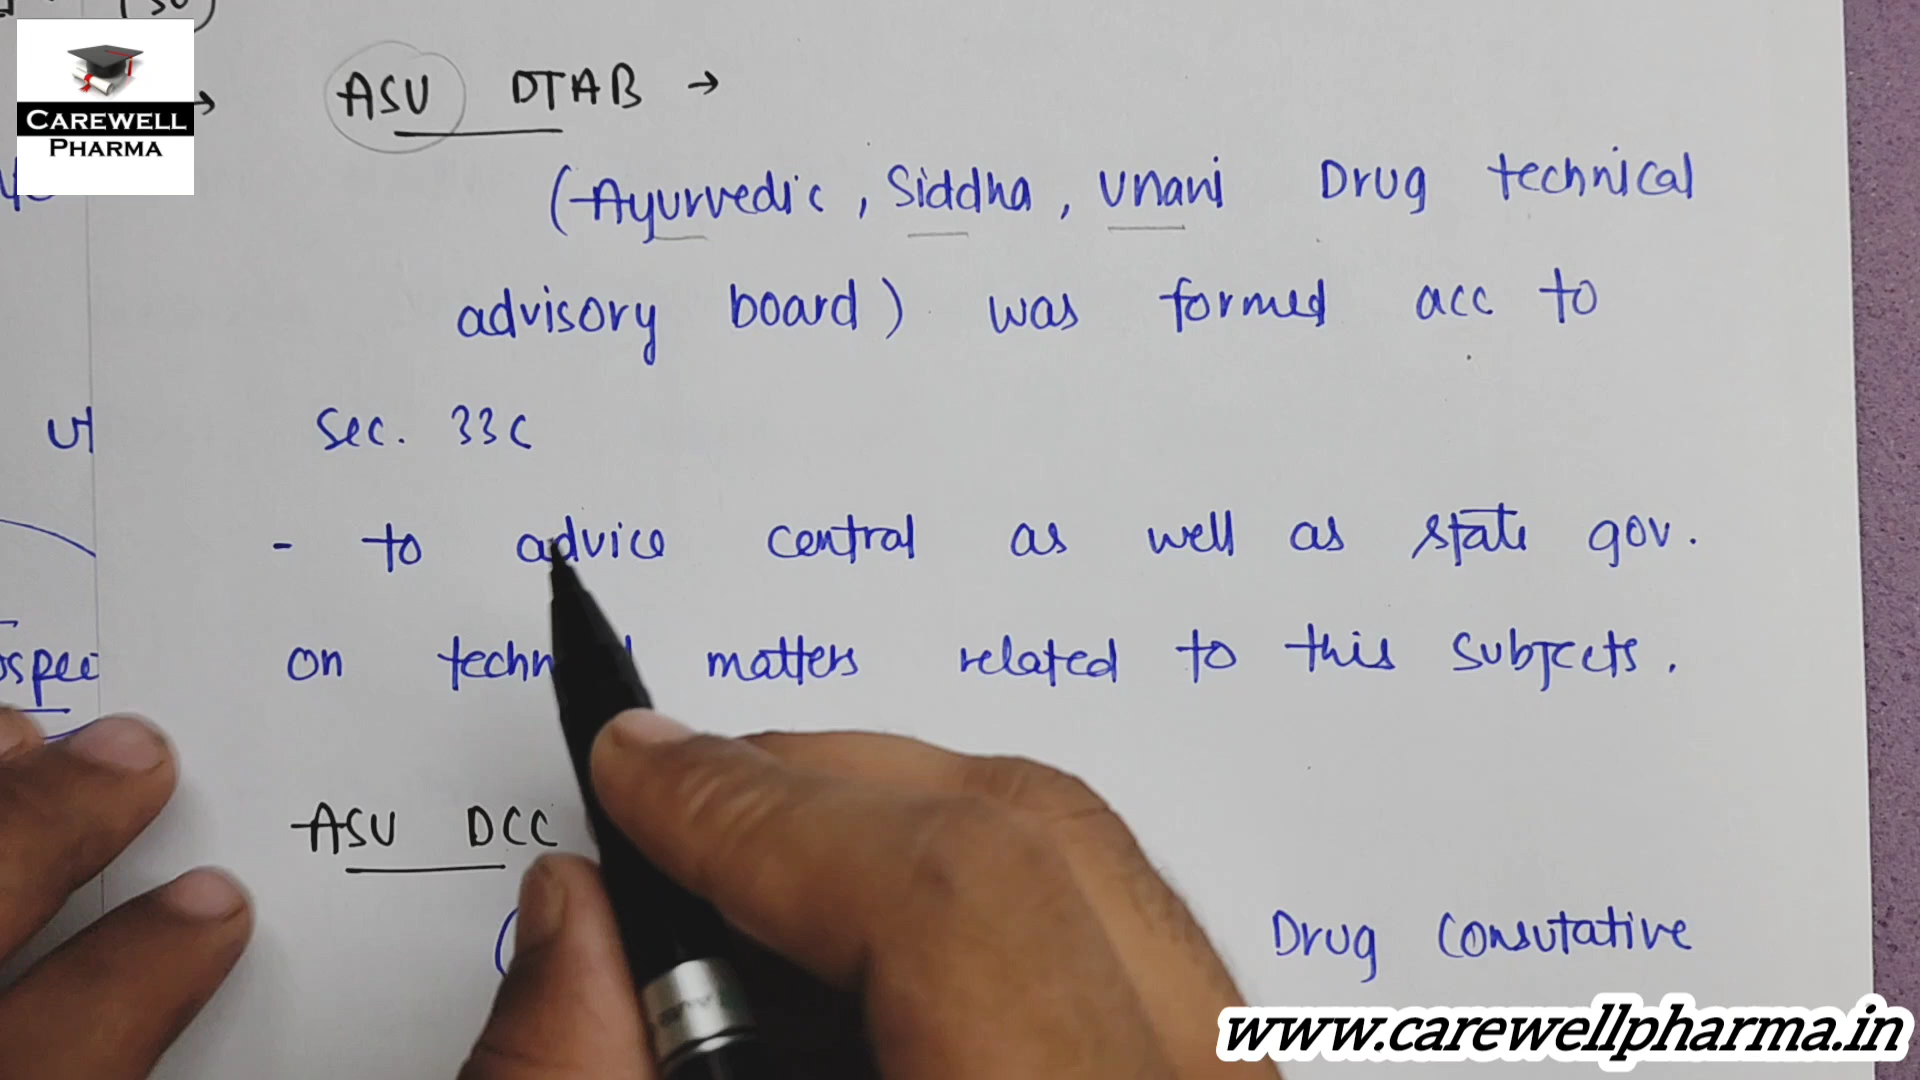 CAREWELL
PHARMA
ASU DTAB →
(Ayurvedic, Siddha, Unani Drug technical
advisory board) was formed acc to
Sec. 33C
- to advice central as well as state gov.
on matters related to this subjects.
ASU DCC
( Drug Consutative
www.carewellpharma.in